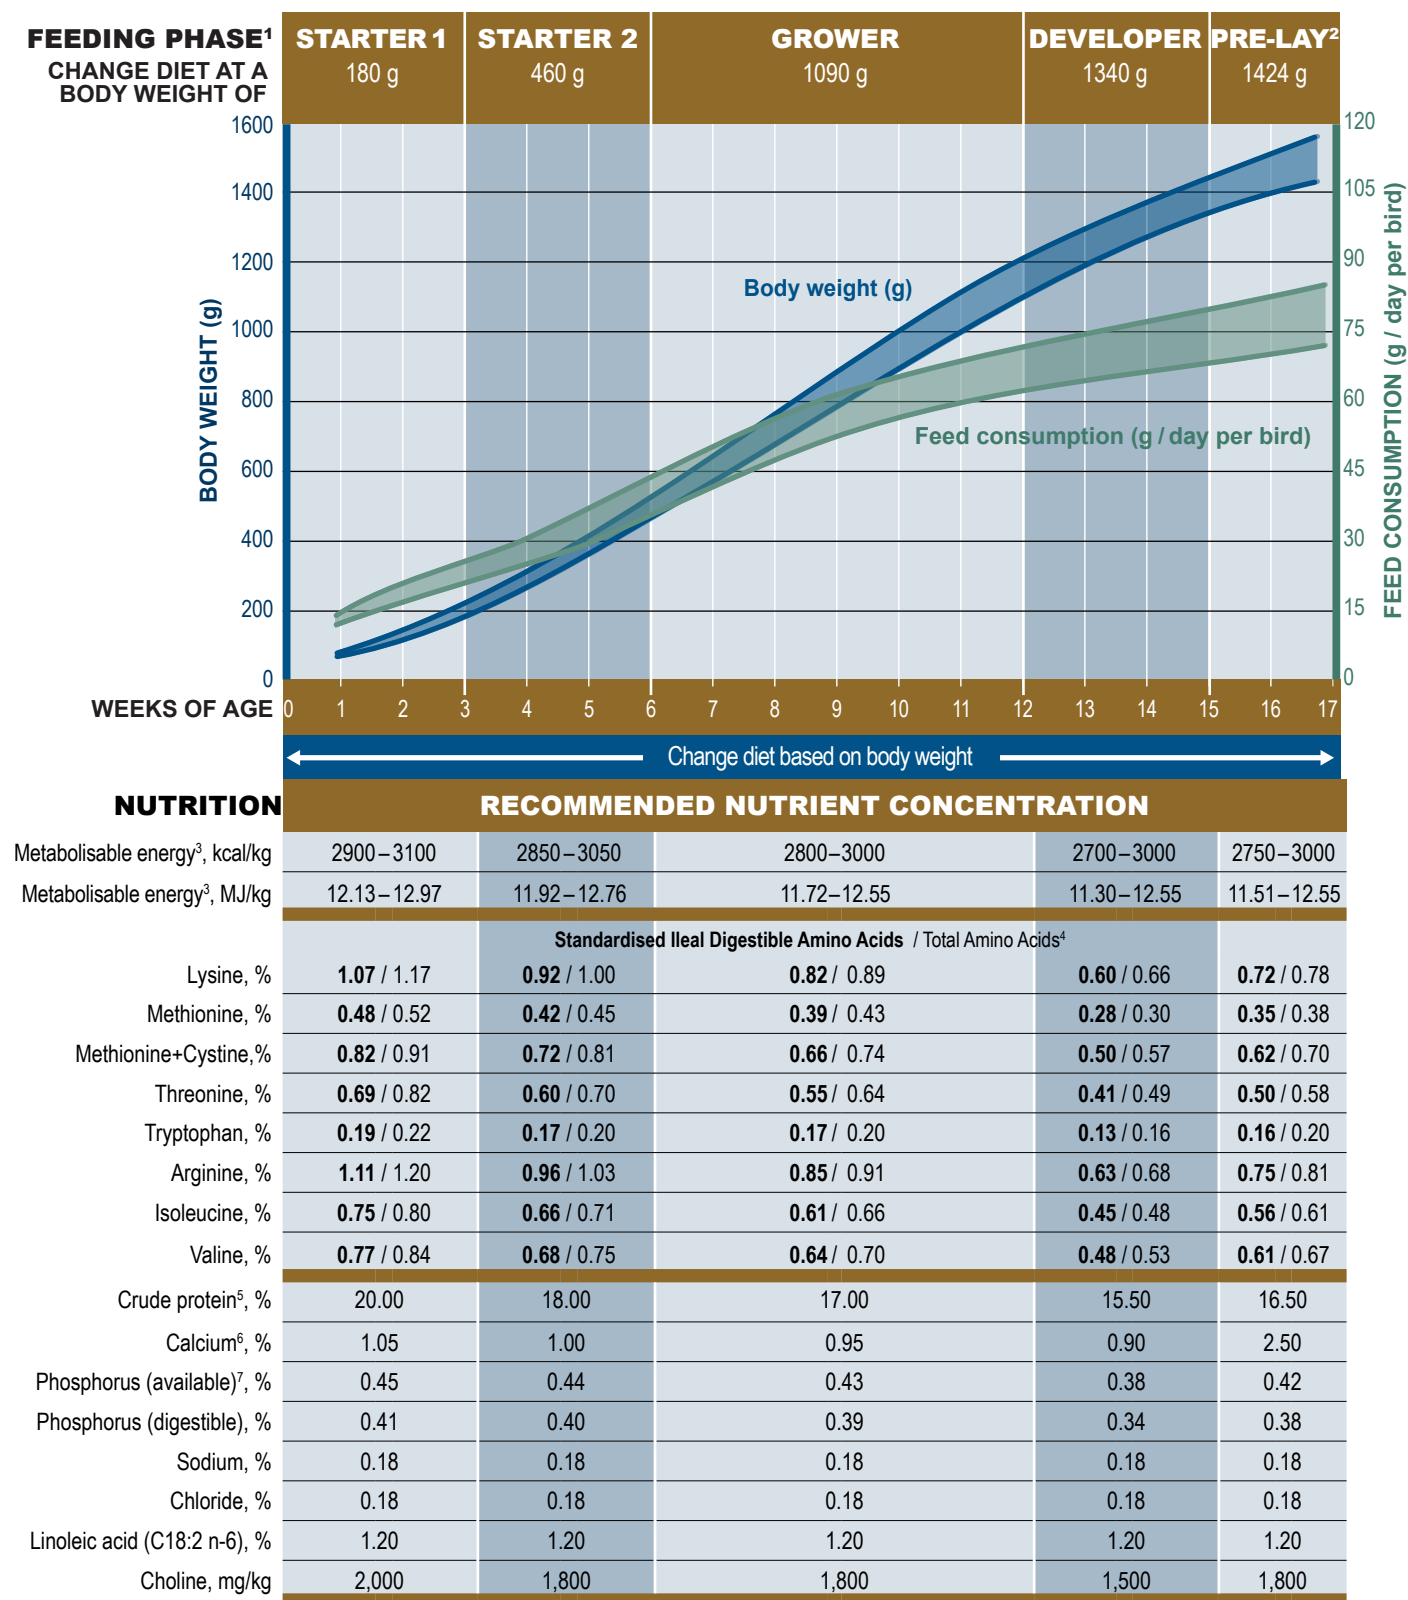 FEEDING PHASE¹ STARTER 1 STARTER 2 GROWER DEVELOPER PRE-LAY²
CHANGE DIET AT A
BODY WEIGHT OF
180 g 460 g 1090 g 1340 g 1424 g
1600 120
1400 105
1200 90
Body weight (g)
1000 75
800 60
Feed consumption (g / day per bird)
600 45
400 30
200 15
0 0
BODY WEIGHT (g)
FEED CONSUMPTION (g / day per bird)
WEEKS OF AGE 0 1 2 3 4 5 6 7 8 9 10 11 12 13 14 15 16 17
Change diet based on body weight
NUTRITION RECOMMENDED NUTRIENT CONCENTRATION
Metabolisable energy³, kcal/kg 2900–3100 2850–3050 2800–3000 2700–3000 2750–3000
Metabolisable energy³, MJ/kg 12.13–12.97 11.92–12.76 11.72–12.55 11.30–12.55 11.51–12.55
Standardised Ileal Digestible Amino Acids / Total Amino Acids⁴
Lysine, % 1.07 / 1.17 0.92 / 1.00 0.82 / 0.89 0.60 / 0.66 0.72 / 0.78
Methionine, % 0.48 / 0.52 0.42 / 0.45 0.39 / 0.43 0.28 / 0.30 0.35 / 0.38
Methionine+Cystine,% 0.82 / 0.91 0.72 / 0.81 0.66 / 0.74 0.50 / 0.57 0.62 / 0.70
Threonine, % 0.69 / 0.82 0.60 / 0.70 0.55 / 0.64 0.41 / 0.49 0.50 / 0.58
Tryptophan, % 0.19 / 0.22 0.17 / 0.20 0.17 / 0.20 0.13 / 0.16 0.16 / 0.20
Arginine, % 1.11 / 1.20 0.96 / 1.03 0.85 / 0.91 0.63 / 0.68 0.75 / 0.81
Isoleucine, % 0.75 / 0.80 0.66 / 0.71 0.61 / 0.66 0.45 / 0.48 0.56 / 0.61
Valine, % 0.77 / 0.84 0.68 / 0.75 0.64 / 0.70 0.48 / 0.53 0.61 / 0.67
Crude protein⁵, % 20.00 18.00 17.00 15.50 16.50
Calcium⁶, % 1.05 1.00 0.95 0.90 2.50
Phosphorus (available)⁷, % 0.45 0.44 0.43 0.38 0.42
Phosphorus (digestible), % 0.41 0.40 0.39 0.34 0.38
Sodium, % 0.18 0.18 0.18 0.18 0.18
Chloride, % 0.18 0.18 0.18 0.18 0.18
Linoleic acid (C18:2 n-6), % 1.20 1.20 1.20 1.20 1.20
Choline, mg/kg 2,000 1,800 1,800 1,500 1,800